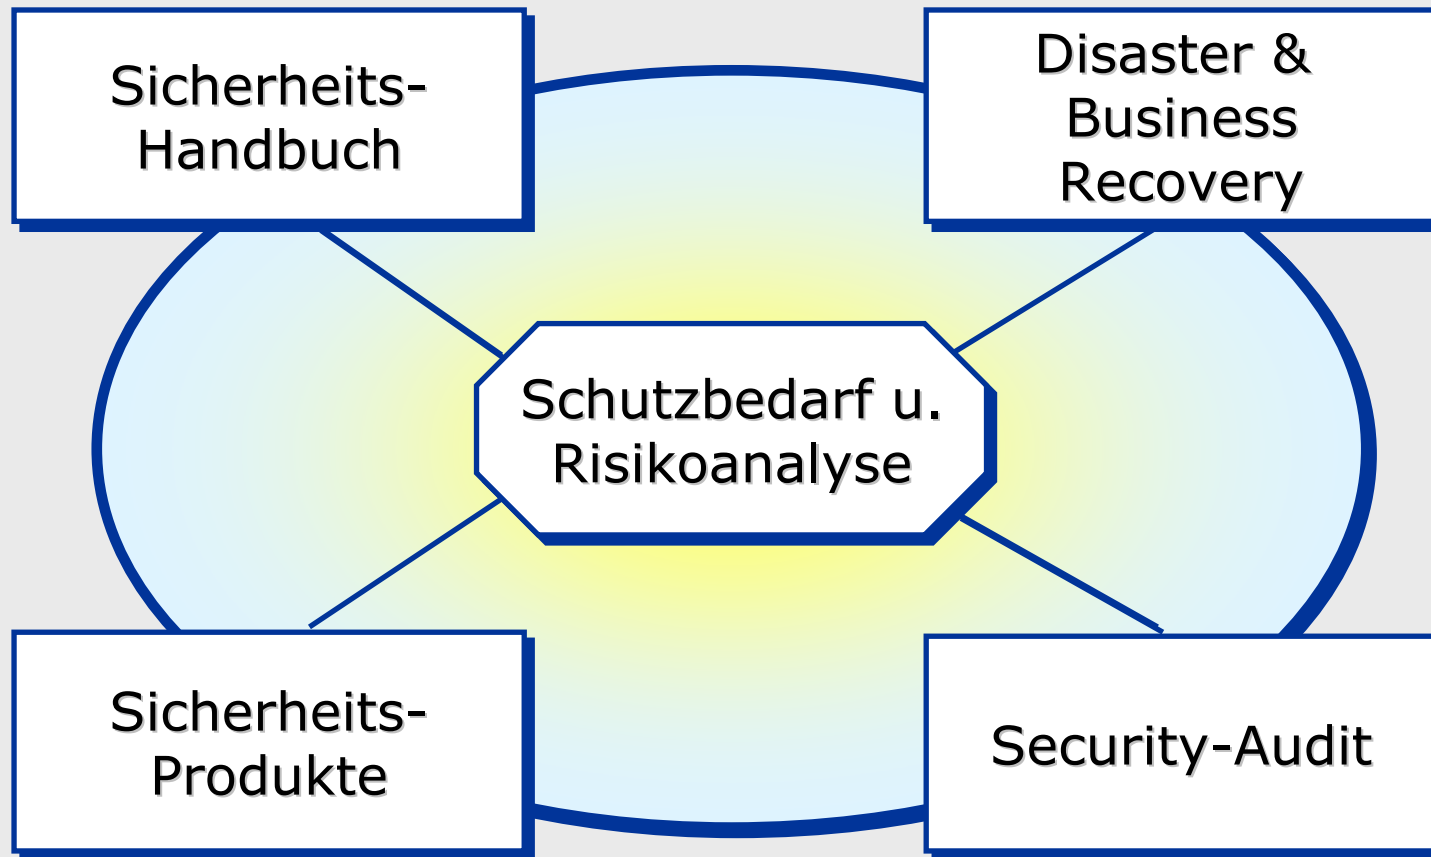 Sicherheits-
Handbuch
Disaster &
Business
Recovery
Schutzbedarf u.
Risikoanalyse
Sicherheits-
Produkte
Security-Audit